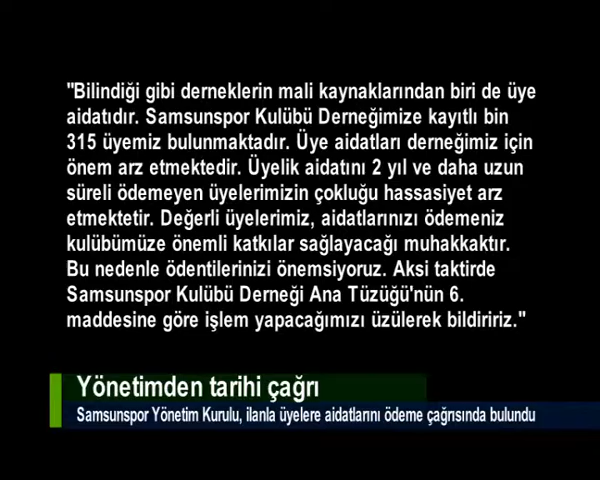 "Bilindiği gibi derneklerin mali kaynaklarından biri de üye
aidatıdır. Samsunspor Kulübü Derneğimize kayıtlı bin
315 üyemiz bulunmaktadır. Üye aidatları derneğimiz için
önem arz etmektedir. Üyelik aidatını 2 yıl ve daha uzun
süreli ödemeyen üyelerimizin çokluğu hassasiyet arz
etmektetir. Değerli üyelerimiz, aidatlarınızı ödemeniz
kulübümüze önemli katkılar sağlayacağı muhakkaktır.
Bu nedenle ödentilerinizi önemsiyoruz. Aksi taktirde
Samsunspor Kulübü Derneği Ana Tüzüğü'nün 6.
maddesine göre işlem yapacağımızı üzülerek bildiririz."
Yönetimden tarihi çağrı
Samsunspor Yönetim Kurulu, ilanla üyelere aidatlarını ödeme çağrısında bulundu